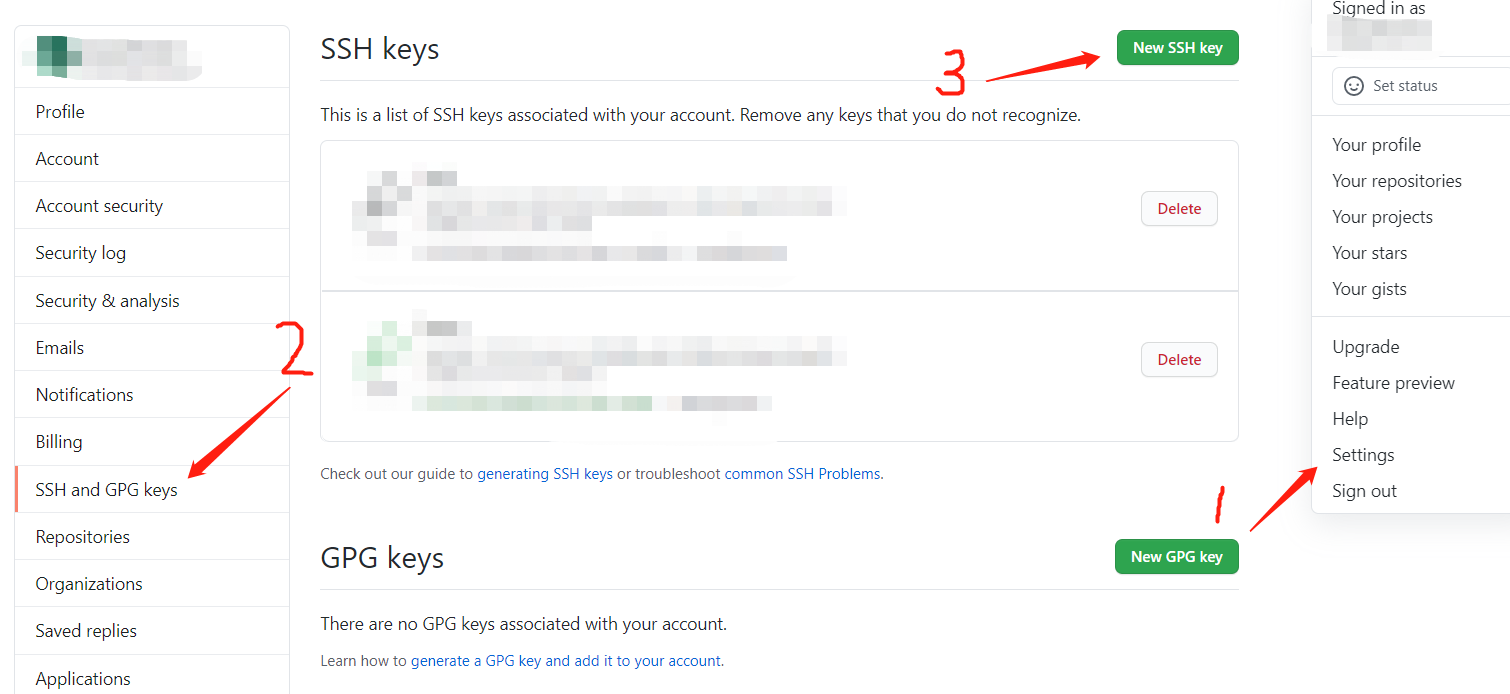 Profile
Account
Account security
Security log
Security & analysis
Emails
Notifications
Billing
SSH and GPG keys
Repositories
Organizations
Saved replies
Applications
2
SSH keys
3
New SSH key
This is a list of SSH keys associated with your account. Remove any keys that you do not recognize.
Delete
Delete
Check out our guide to generating SSH keys or troubleshoot common SSH Problems.
GPG keys
New GPG key
There are no GPG keys associated with your account.
Learn how to generate a GPG key and add it to your account.
Signed in as
Set status
Your profile
Your repositories
Your projects
Your stars
Your gists
Upgrade
Feature preview
Help
Settings
Sign out
1